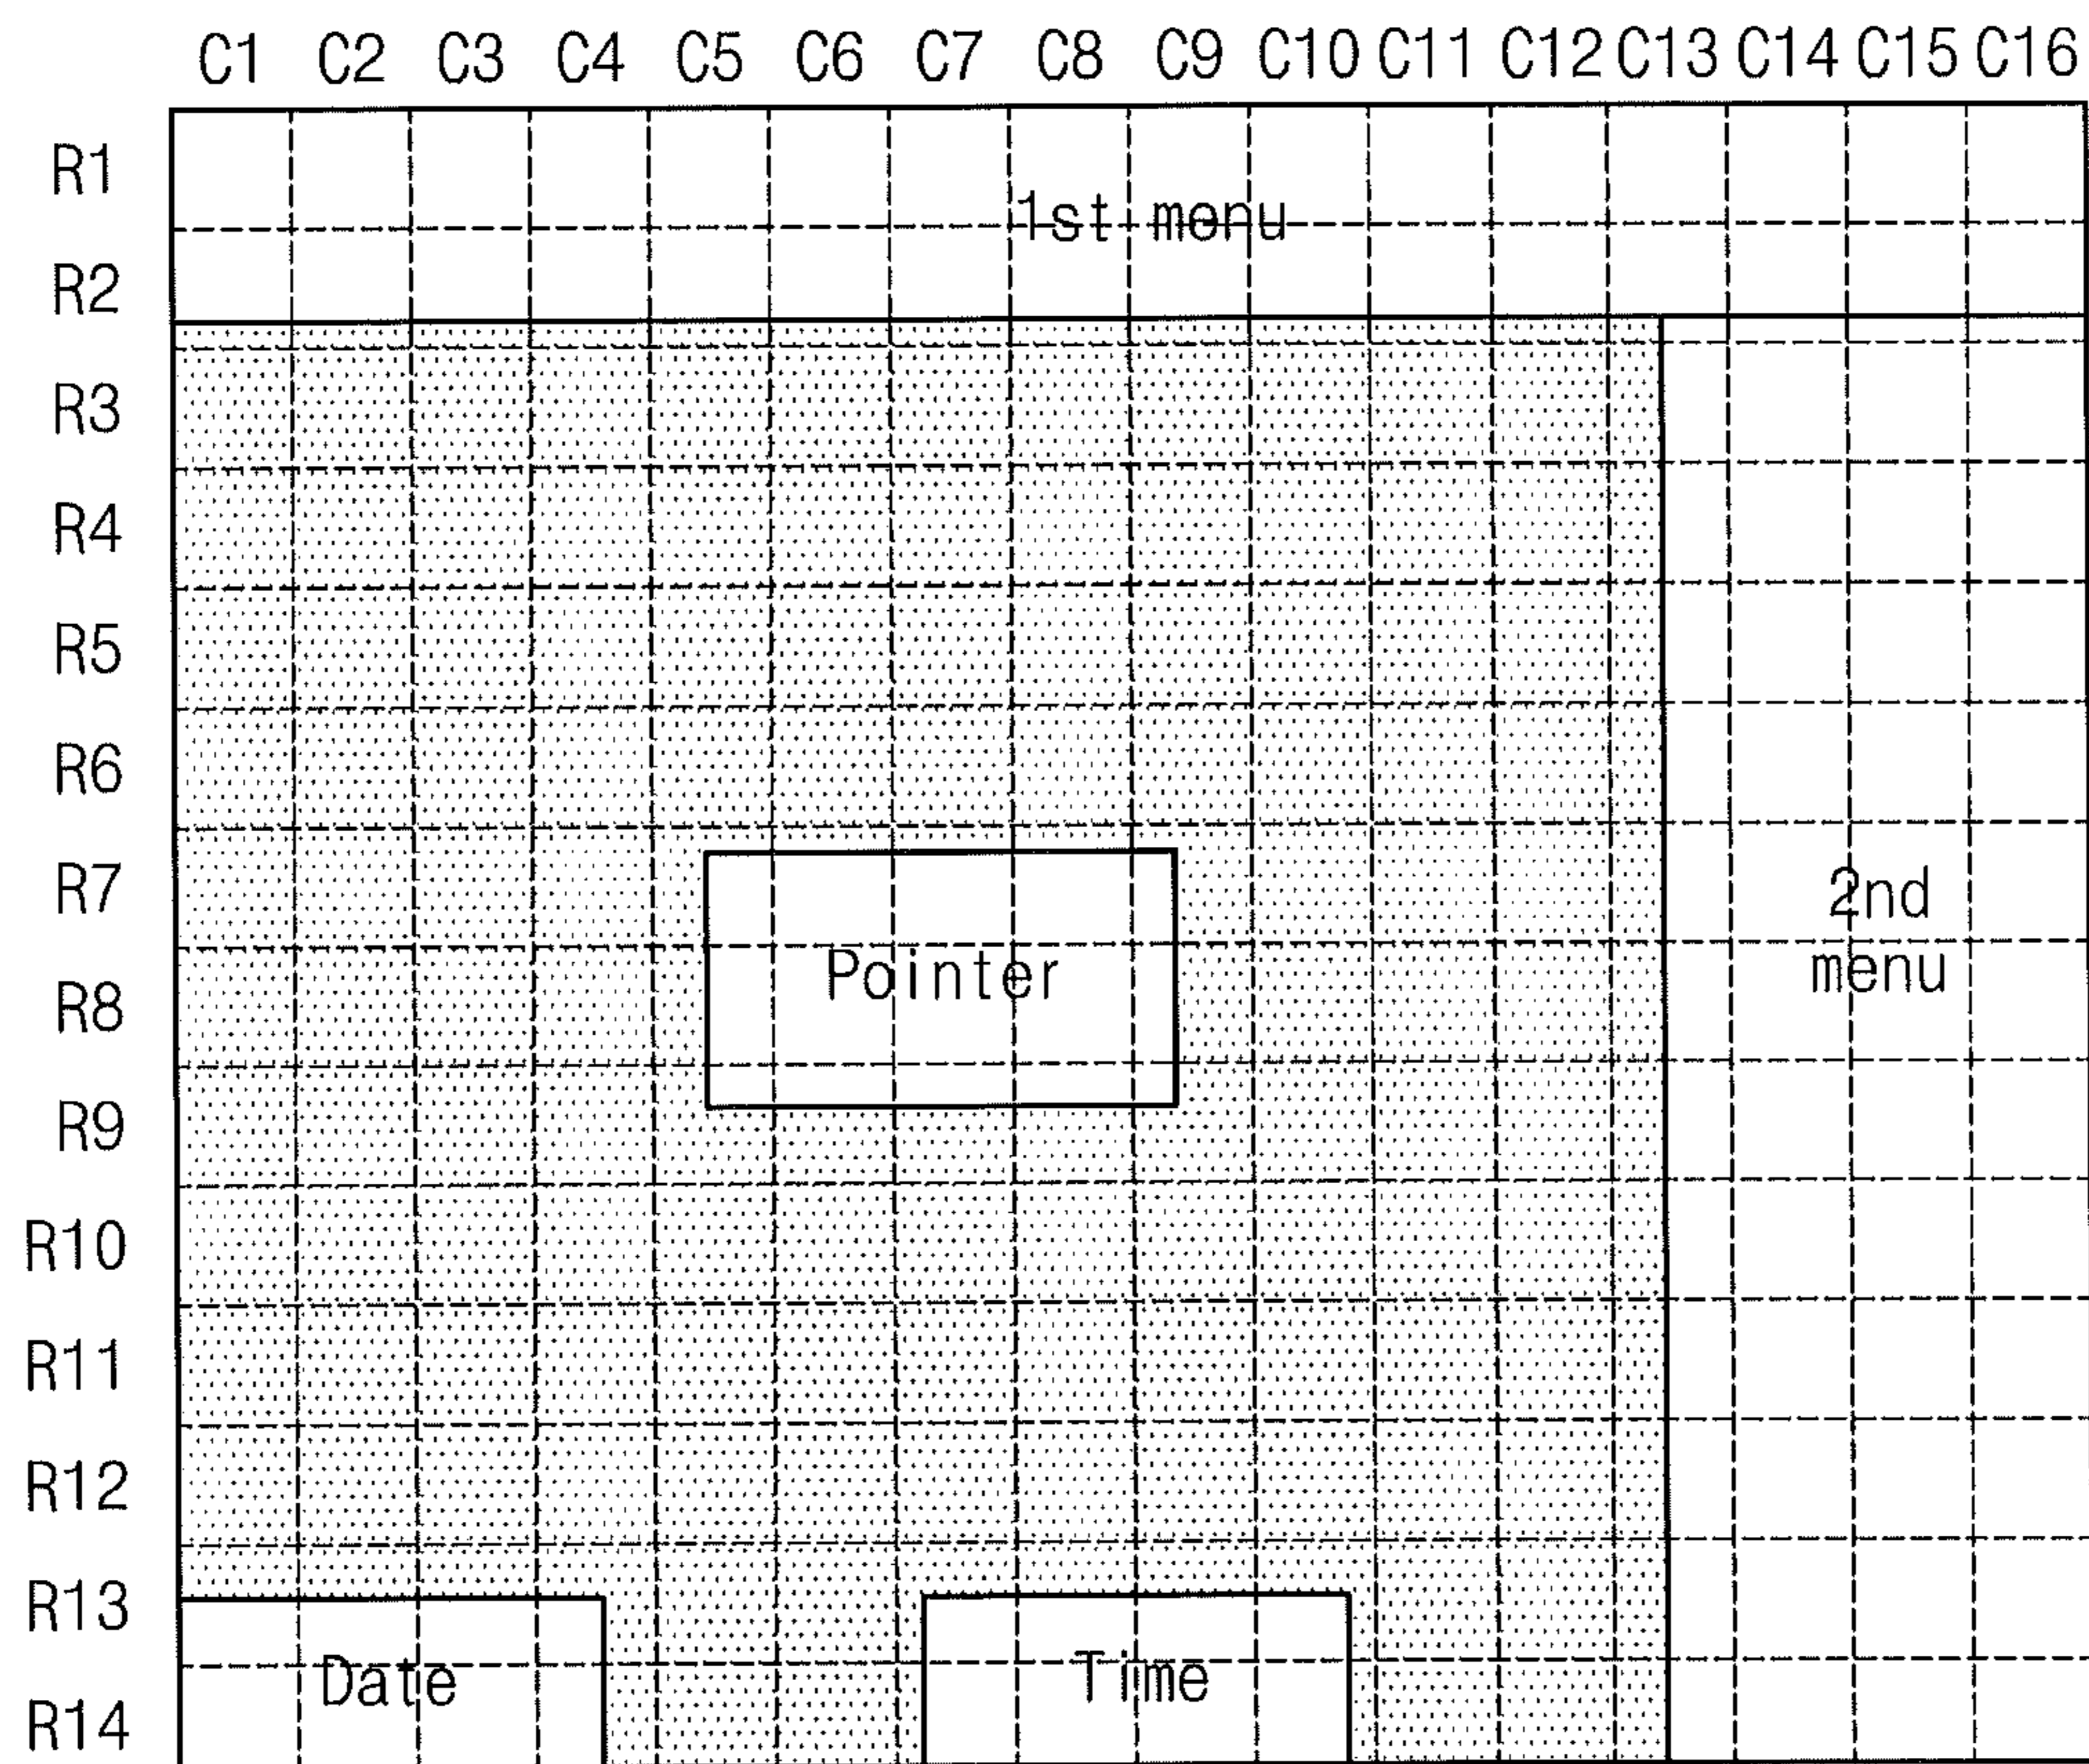 C1 C2 C3 C4 C5 C6 C7 C8 C9 C10 C11 C12 C13 C14 C15 C16
R1
1st menu
R2
R3
R4
R5
R6
R7
2nd
menu
Pointer
R8
R9
R10
R11
R12
R13
Date
Time
R14